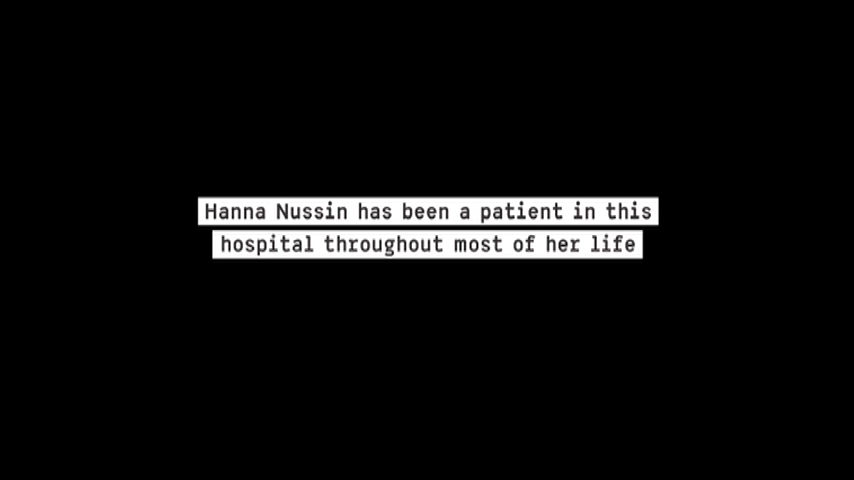 Hanna Nussin has been a patient in this
hospital throughout most of her life